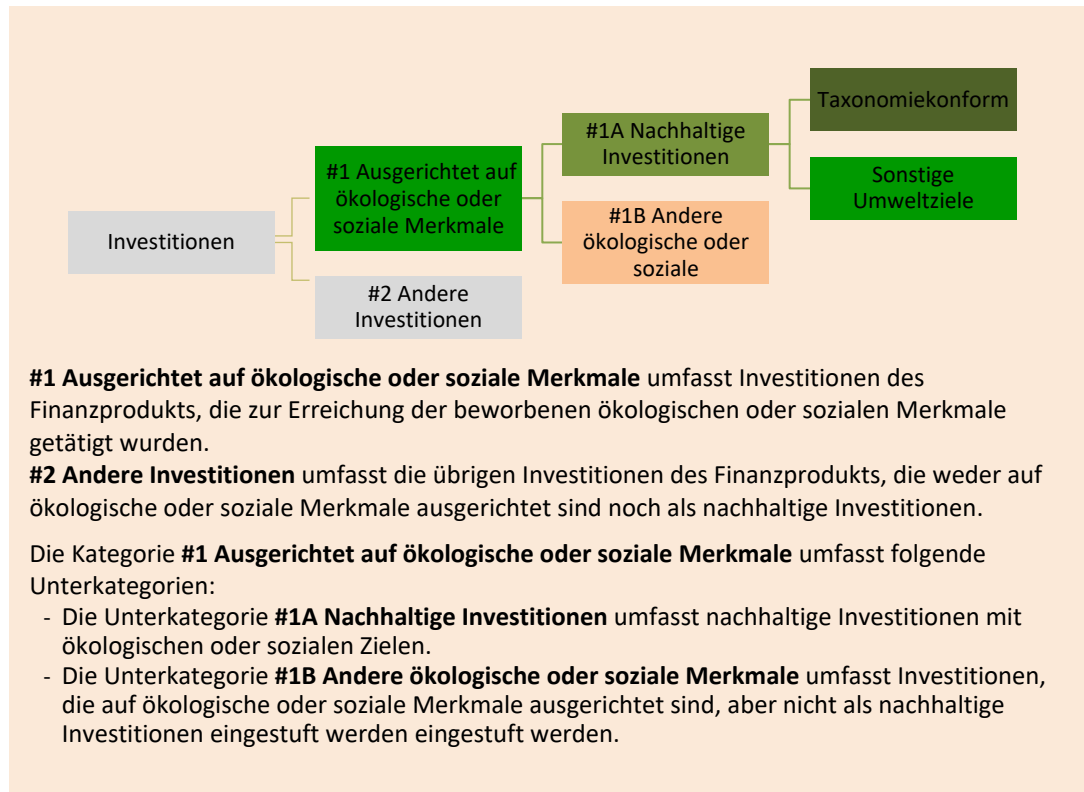 Taxonomiekonform
#1A Nachhaltige
Investitionen
#1 Ausgerichtet auf
ökologische oder
soziale Merkmale
Sonstige
Umweltziele
#1B Andere
ökologische oder
soziale
Investitionen
#2 Andere
Investitionen
#1 Ausgerichtet auf ökologische oder soziale Merkmale umfasst Investitionen des
Finanzprodukts, die zur Erreichung der beworbenen ökologischen oder sozialen Merkmale
getätigt wurden.
#2 Andere Investitionen umfasst die übrigen Investitionen des Finanzprodukts, die weder auf
ökologische oder soziale Merkmale ausgerichtet sind noch als nachhaltige Investitionen.
Die Kategorie #1 Ausgerichtet auf ökologische oder soziale Merkmale umfasst folgende
Unterkategorien:
- Die Unterkategorie #1A Nachhaltige Investitionen umfasst nachhaltige Investitionen mit
ökologischen oder sozialen Zielen.
- Die Unterkategorie #1B Andere ökologische oder soziale Merkmale umfasst Investitionen,
die auf ökologische oder soziale Merkmale ausgerichtet sind, aber nicht als nachhaltige
Investitionen eingestuft werden eingestuft werden.